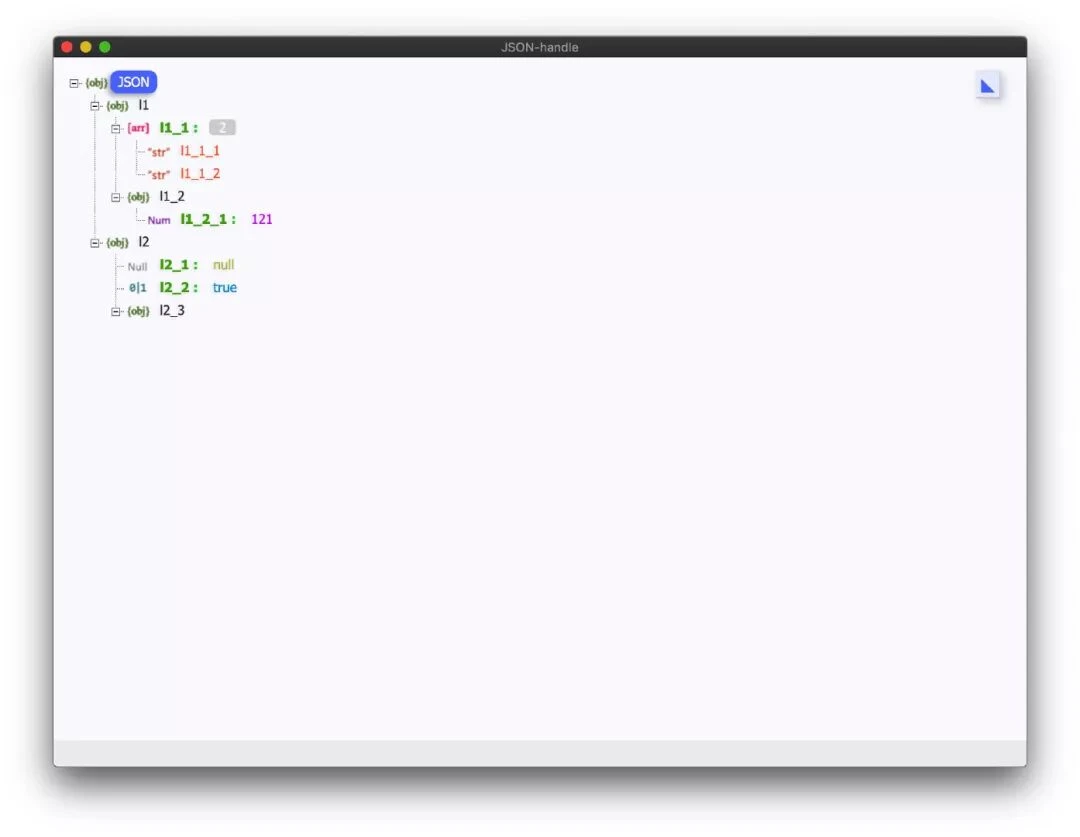 JSON-handle
{obj} JSON
{obj} l1
[arr] l1_1 : 2
"str" l1_1_1
"str" l1_1_2
{obj} l1_2
Num l1_2_1 : 121
{obj} l2
Null l2_1 : null
0|1 l2_2 : true
{obj} l2_3